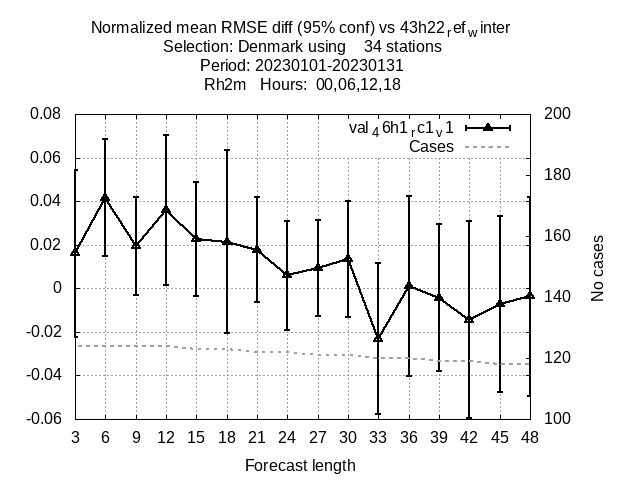 Normalized mean RMSE diff (95% conf) vs 43h22ref winter
Selection: Denmark using 34 stations
Period: 20230101-20230131
Rh2m Hours: 00,06,12,18
val46h1rc1v1
Cases
0.08
0.06
0.04
0.02
0
-0.02
-0.04
-0.06
200
180
160
140
120
100
No cases
3 6 9 12 15 18 21 24 27 30 33 36 39 42 45 48
Forecast length